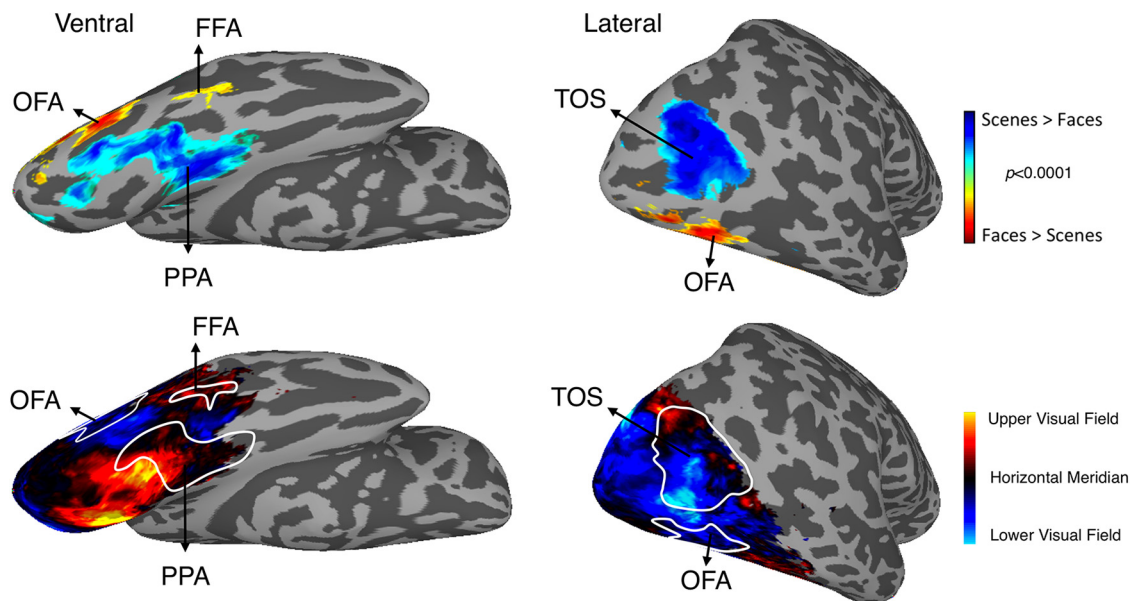 Ventral
FFA
OFA
PPA
Lateral
TOS
OFA
Scenes > Faces
p<0.0001
Faces > Scenes
FFA
OFA
PPA
TOS
OFA
Upper Visual Field
Horizontal Meridian
Lower Visual Field